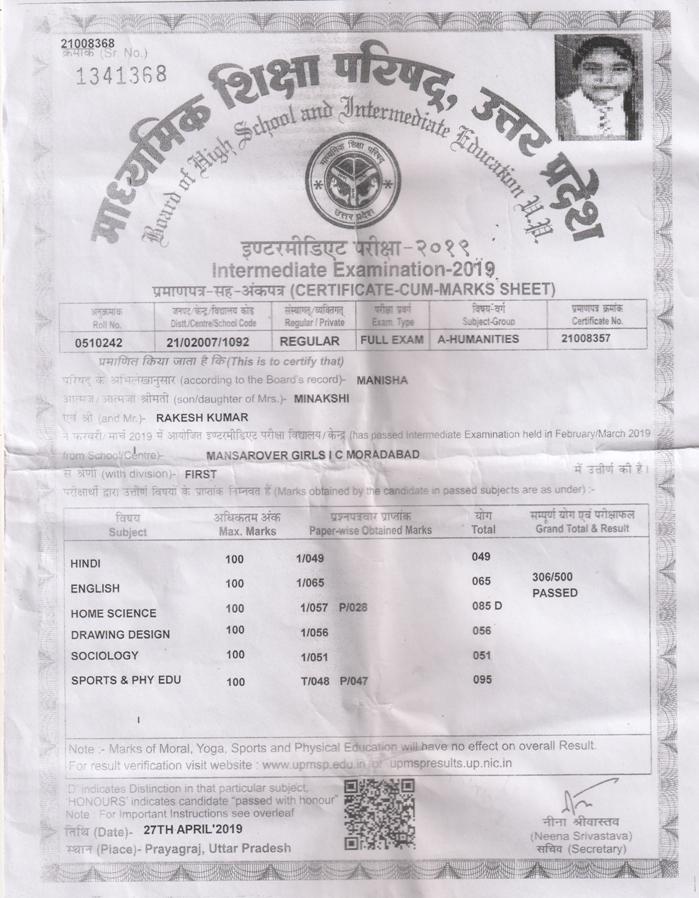 21008368
क्रमांक (Sr. No.)
1341368
माध्यमिक शिक्षा परिषद्, उत्तर प्रदेश
Board of High School and Intermediate Education U.P.
माध्यमिक शिक्षा परिषद्
उत्तर प्रदेश
इण्टरमीडिएट परीक्षा-२०१९
Intermediate Examination-2019
प्रमाणपत्र-सह-अंकपत्र (CERTIFICATE-CUM-MARKS SHEET)
अनुक्रमांक जनपद/केन्द्र/विद्यालय कोड संस्थागत्/व्यक्तिगत् परीक्षा प्रवर्ग विषय-वर्ग प्रमाणपत्र क्रमांक
Roll No. Distt./Centre/School Code Regular / Private Exam. Type Subject-Group Certificate No.
0510242 21/02007/1092 REGULAR FULL EXAM A-HUMANITIES 21008357
प्रमाणित किया जाता है कि (This is to certify that)
परिषद के अभिलेखानुसार (according to the Board's record)- MANISHA
आत्मज/आत्मजा श्रीमती (son/daughter of Mrs.)- MINAKSHI
एवं श्री (and Mr.)- RAKESH KUMAR
ने फरवरी/मार्च 2019 में आयोजित इण्टरमीडिएट परीक्षा विद्यालय/केन्द्र (has passed Intermediate Examination held in February/March 2019
from School/Centre)- MANSAROVER GIRLS I C MORADABAD
से श्रेणी (with division)- FIRST में उत्तीर्ण की है।
परीक्षार्थी द्वारा उत्तीर्ण विषयों के प्राप्तांक निम्नवत हैं (Marks obtained by the candidate in passed subjects are as under) :-
विषय अधिकतम अंक प्रश्नपत्रवार प्राप्तांक योग सम्पूर्ण योग एवं परीक्षाफल
Subject Max. Marks Paper-wise Obtained Marks Total Grand Total & Result
HINDI 100 1/049 049
ENGLISH 100 1/065 065 306/500
PASSED
HOME SCIENCE 100 1/057 P/028 085 D
DRAWING DESIGN 100 1/056 056
SOCIOLOGY 100 1/051 051
SPORTS & PHY EDU 100 T/048 P/047 095
Note :- Marks of Moral, Yoga, Sports and Physical Education will have no effect on overall Result.
For result verification visit website : www.upmsp.edu.in or upmspresults.up.nic.in
'D' indicates Distinction in that particular subject.
'HONOURS' indicates candidate "passed with honour"
Note : For Important Instructions see overleaf
तिथि (Date)- 27TH APRIL'2019
स्थान (Place)- Prayagraj, Uttar Pradesh
नीना श्रीवास्तव
(Neena Srivastava)
सचिव (Secretary)